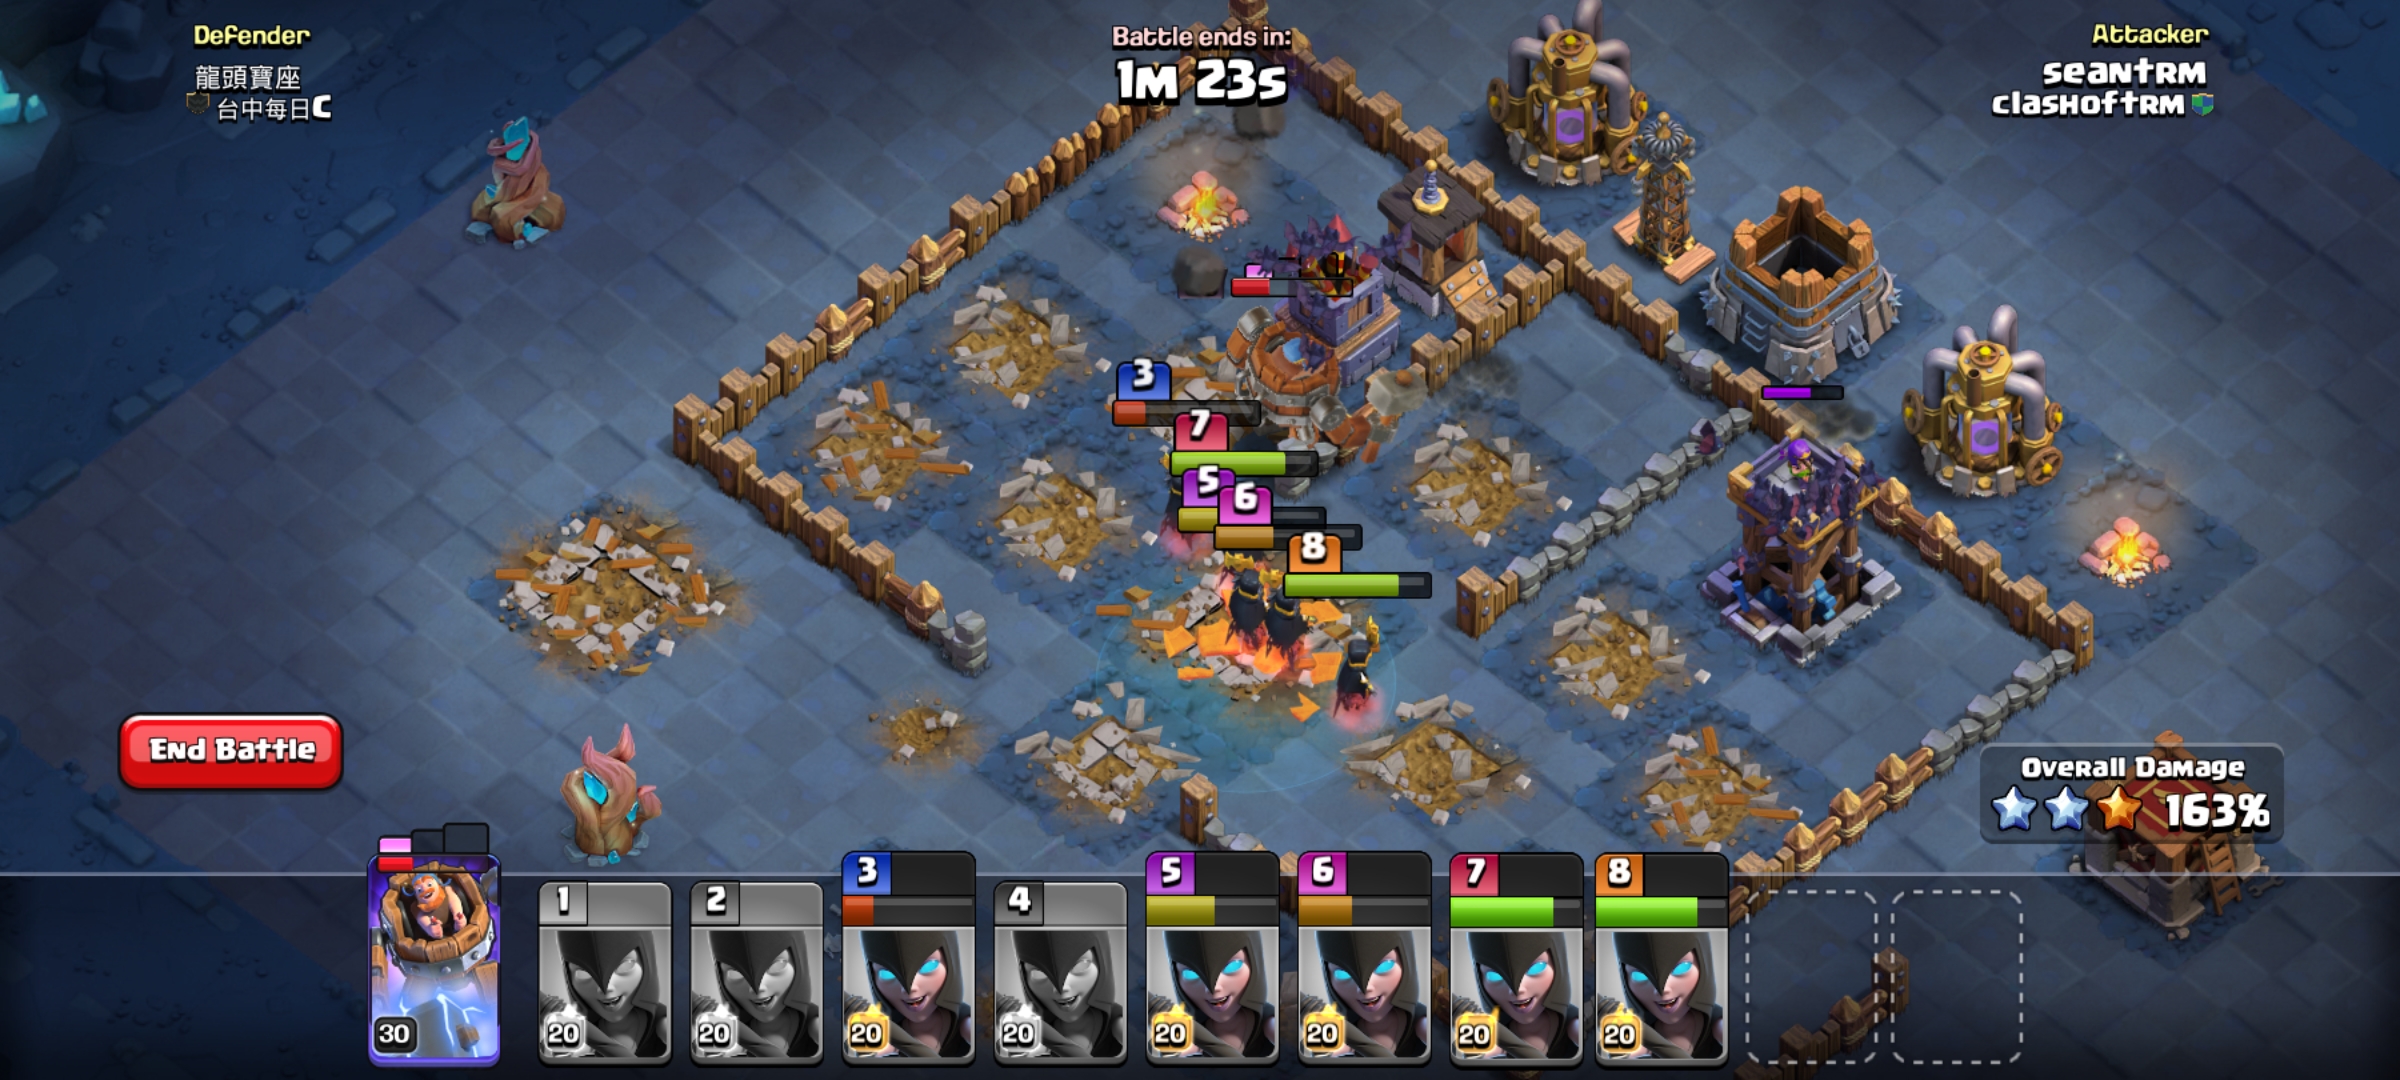 Defender
龍頭寶座
台中每日C
Battle ends in:
1M 23s
Attacker
seantRM
clashoftRM
3
7
5
6
8
End Battle
Overall Damage
163%
30
1
20
2
20
3
20
4
20
5
20
6
20
7
20
8
20